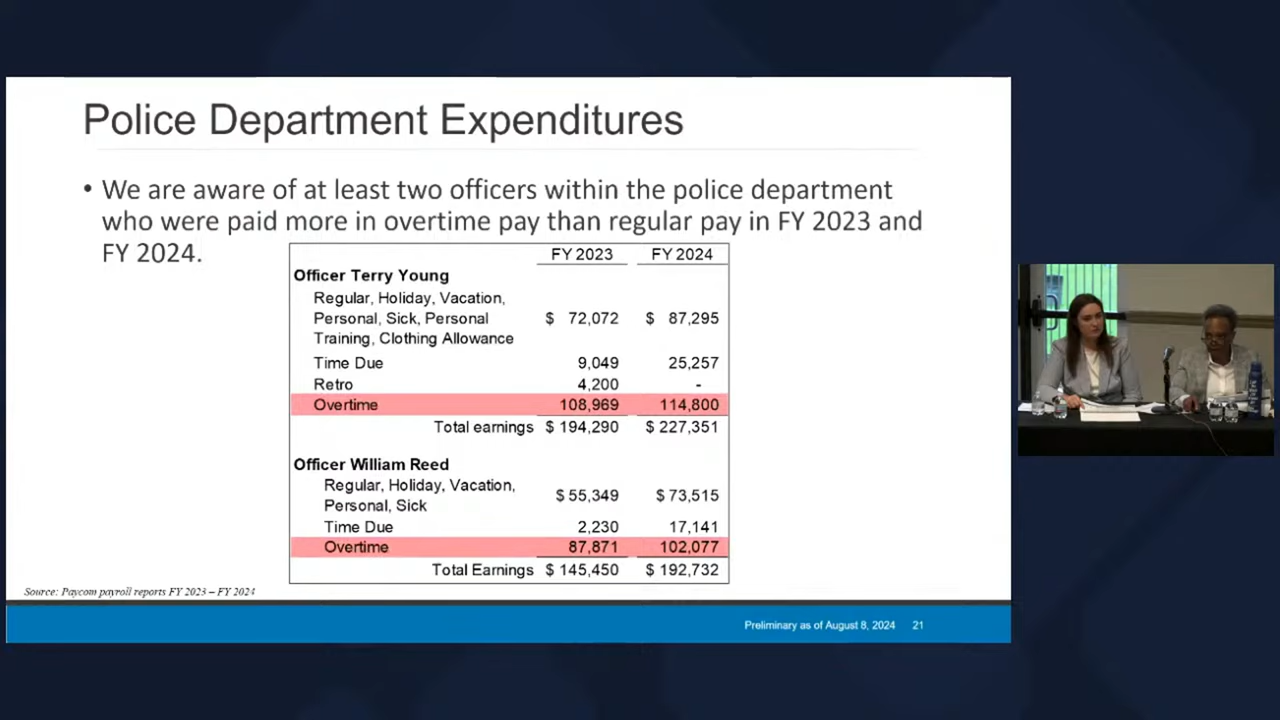 Police Department Expenditures
• We are aware of at least two officers within the police department
who were paid more in overtime pay than regular pay in FY 2023 and
FY 2024.
FY 2023 FY 2024
Officer Terry Young
Regular, Holiday, Vacation,
Personal, Sick, Personal $ 72,072 $ 87,295
Training, Clothing Allowance
Time Due 9,049 25,257
Retro 4,200 -
Overtime 108,969 114,800
Total earnings $ 194,290 $ 227,351
Officer William Reed
Regular, Holiday, Vacation,
Personal, Sick $ 55,349 $ 73,515
Time Due 2,230 17,141
Overtime 87,871 102,077
Total Earnings $ 145,450 $ 192,732
Source: Paycom payroll reports FY 2023 – FY 2024
Preliminary as of August 8, 2024 21